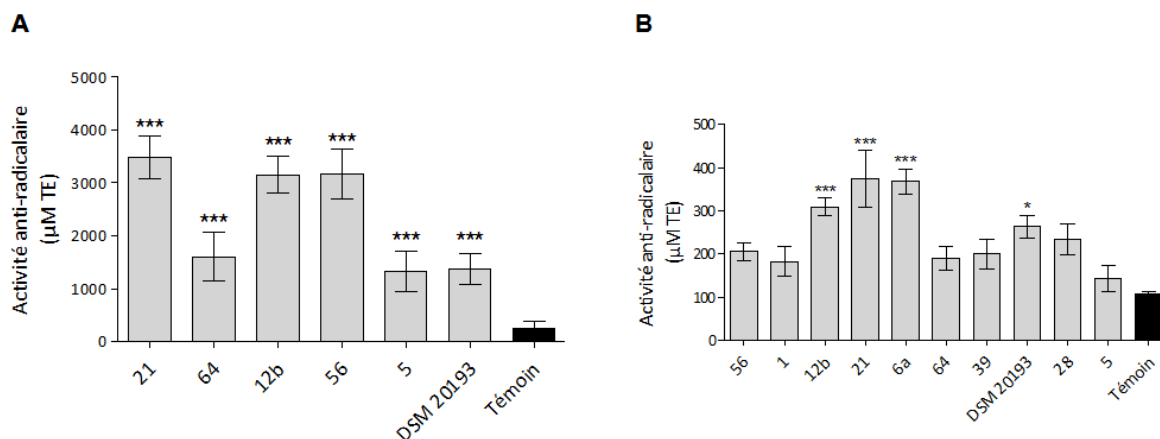 A
Activité anti-radicalaire
(µM TE)
5000
4000
3000
2000
1000
0
***
***
***
***
***
***
21
64
12b
56
5
DSM 20193
Témoin
B
Activité anti-radicalaire
(µM TE)
500
400
300
200
100
0
***
***
***
*
56
1
12b
21
6a
64
39
DSM 20193
28
5
Témoin